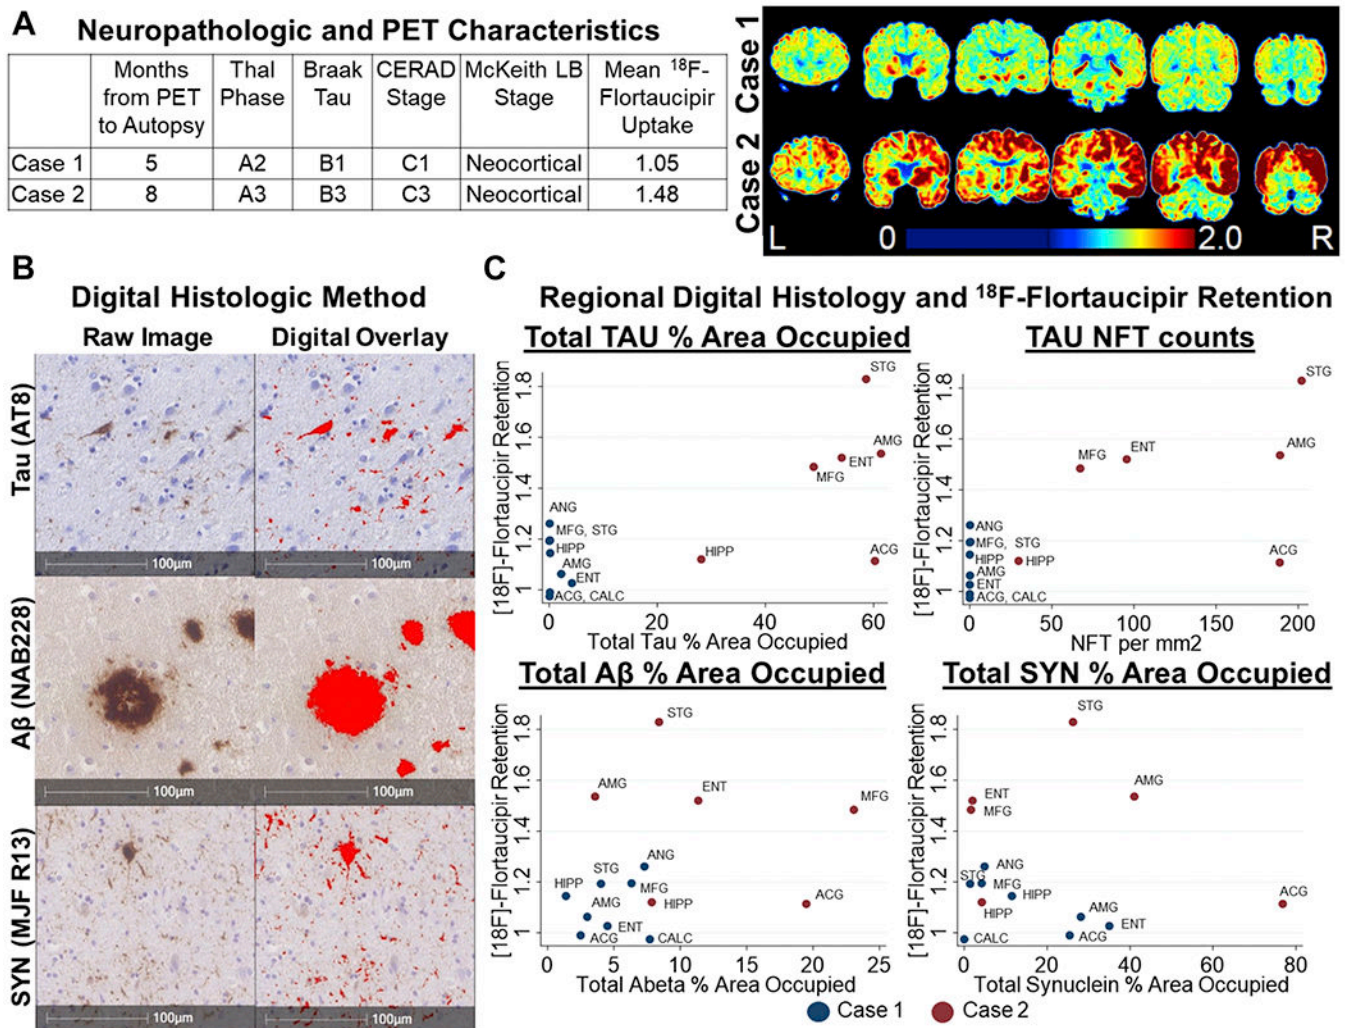 A
Neuropathologic and PET Characteristics
Months from PET to Autopsy
Thal Phase
Braak Tau
CERAD Stage
McKeith LB Stage
Mean ¹⁸F-Flortaucipir Uptake
Case 1 5 A2 B1 C1 Neocortical 1.05
Case 2 8 A3 B3 C3 Neocortical 1.48
Case 1
Case 2
L 0 2.0 R
B
Digital Histologic Method
Raw Image Digital Overlay
Tau (AT8)
100µm 100µm
Aβ (NAB228)
100µm 100µm
SYN (MJF R13)
100µm 100µm
C
Regional Digital Histology and ¹⁸F-Flortaucipir Retention
Total TAU % Area Occupied
[18F]-Flortaucipir Retention
1.8
1.6
1.4
1.2
1
STG
AMG
ENT
MFG
ANG
MFG, STG
HIPP
HIPP
ACG
AMG
ENT
ACG, CALC
0 20 40 60
Total Tau % Area Occupied
TAU NFT counts
[18F]-Flortaucipir Retention
1.8
1.6
1.4
1.2
1
STG
AMG
ENT
MFG
ANG
MFG, STG
HIPP
HIPP
ACG
AMG
ENT
ACG, CALC
0 50 100 150 200
NFT per mm2
Total Aβ % Area Occupied
[18F]-Flortaucipir Retention
1.8
1.6
1.4
1.2
1
STG
AMG
ENT
MFG
ANG
STG
HIPP
MFG
HIPP
ACG
AMG
ENT
ACG
CALC
0 5 10 15 20 25
Total Abeta % Area Occupied
Total SYN % Area Occupied
[18F]-Flortaucipir Retention
1.8
1.6
1.4
1.2
1
STG
AMG
ENT
MFG
ANG
STG
MFG
HIPP
HIPP
ACG
AMG
ENT
ACG
CALC
0 20 40 60 80
Total Synuclein % Area Occupied
Case 1 Case 2